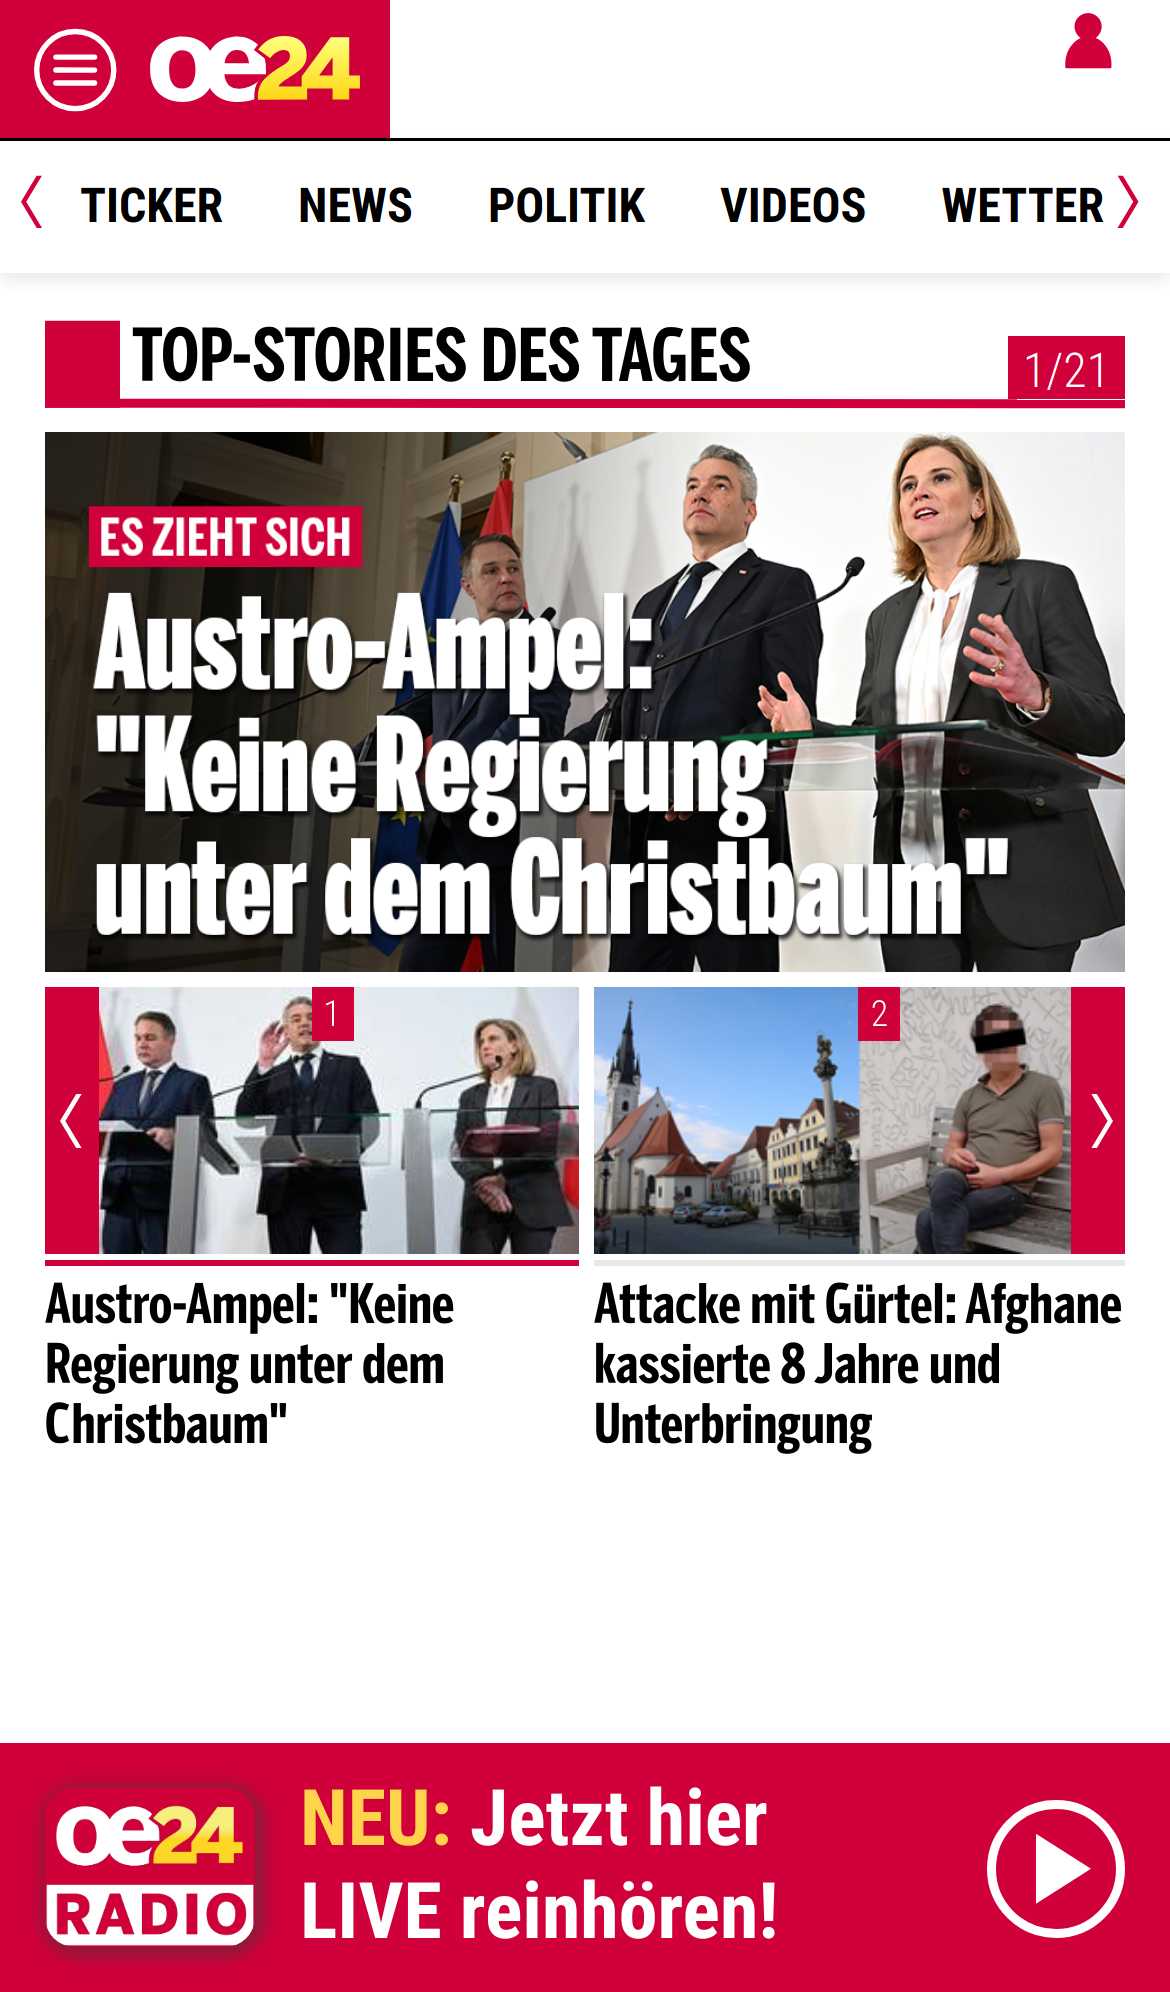 oe24
TICKER NEWS POLITIK VIDEOS WETTER
TOP-STORIES DES TAGES
1/21
ES ZIEHT SICH
Austro-Ampel:
"Keine Regierung
unter dem Christbaum"
1
2
Austro-Ampel: "Keine
Regierung unter dem
Christbaum"
Attacke mit Gürtel: Afghane
kassierte 8 Jahre und
Unterbringung
oe24
RADIO
NEU: Jetzt hier
LIVE reinhören!